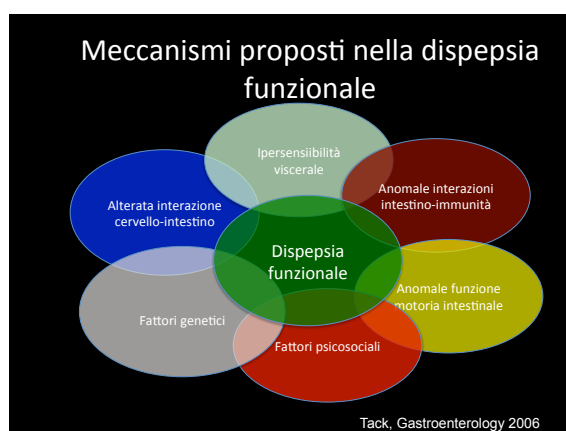 Meccanismi proposti nella dispepsia
funzionale
Ipersensiibilità
viscerale
Alterata interazione
cervello-intestino
Anomale interazioni
intestino-immunità
Dispepsia
funzionale
Fattori genetici
Anomale funzione
motoria intestinale
Fattori psicosociali
Tack, Gastroenterology 2006